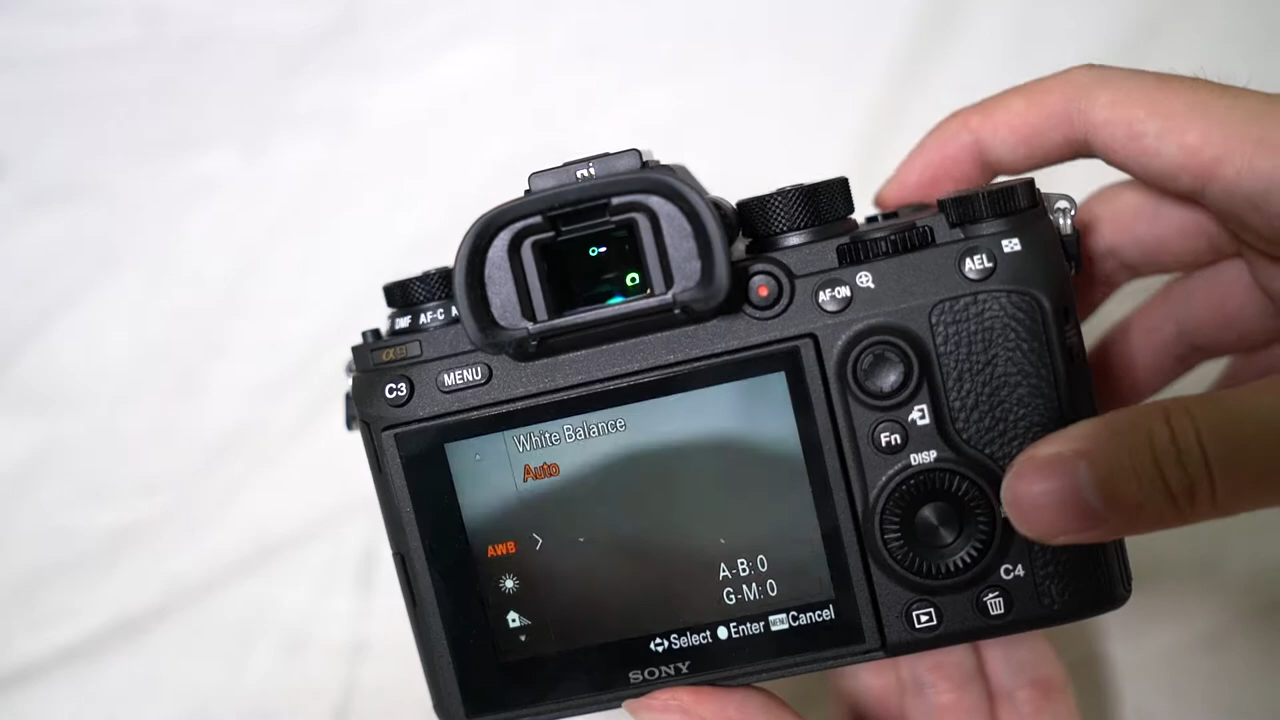 DMF AF-C A
α9
C3
MENU
AF-ON
AEL
Fn
DISP
C4
White Balance
Auto
AWB
A-B: 0
G-M: 0
Select Enter MENU Cancel
SONY